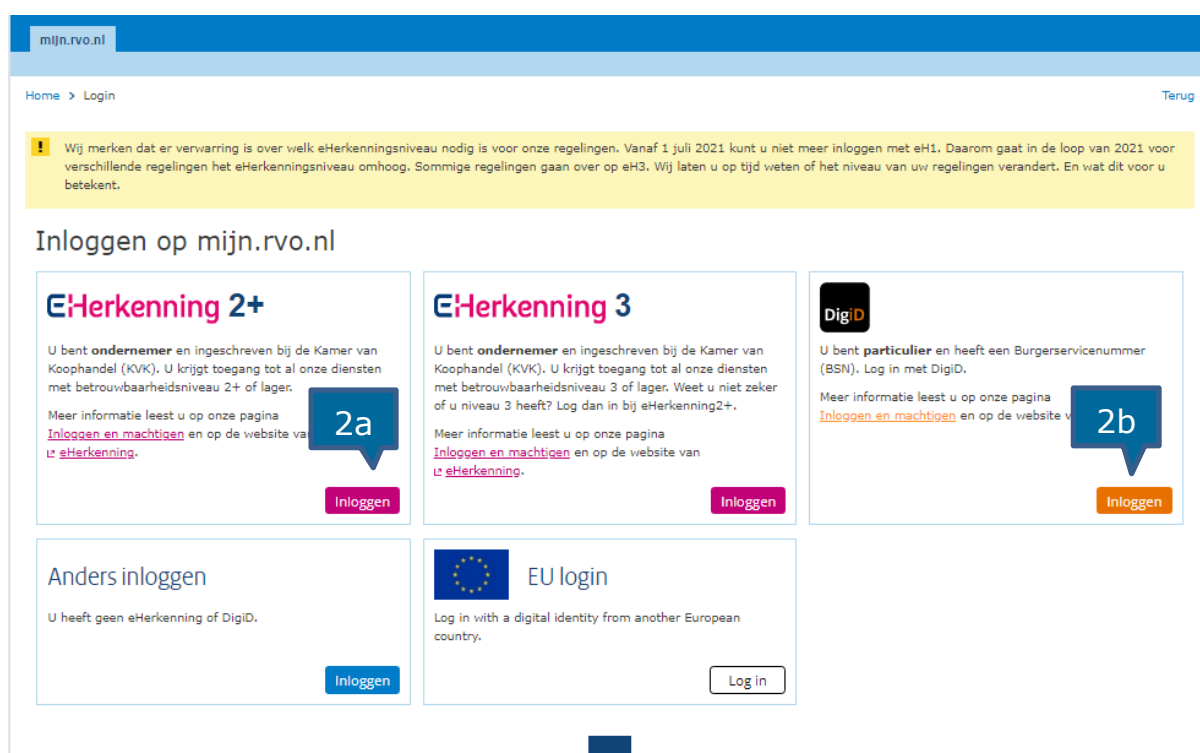 mijn.rvo.nl
Home > Login
Terug
! Wij merken dat er verwarring is over welk eHerkenningsniveau nodig is voor onze regelingen. Vanaf 1 juli 2021 kunt u niet meer inloggen met eH1. Daarom gaat in de loop van 2021 voor
verschillende regelingen het eHerkenningsniveau omhoog. Sommige regelingen gaan over op eH3. Wij laten u op tijd weten of het niveau van uw regelingen verandert. En wat dit voor u
betekent.
Inloggen op mijn.rvo.nl
eHerkenning 2+
U bent ondernemer en ingeschreven bij de Kamer van
Koophandel (KVK). U krijgt toegang tot al onze diensten
met betrouwbaarheidsniveau 2+ of lager.
Meer informatie leest u op onze pagina
Inloggen en machtigen en op de website
eHerkenning.
2a
Inloggen
eHerkenning 3
U bent ondernemer en ingeschreven bij de Kamer van
Koophandel (KVK). U krijgt toegang tot al onze diensten
met betrouwbaarheidsniveau 3 of lager. Weet u niet zeker
of u niveau 3 heeft? Log dan in bij eHerkenning2+.
Meer informatie leest u op onze pagina
Inloggen en machtigen en op de website van
eHerkenning.
Inloggen
DigiD
U bent particulier en heeft een Burgerservicenummer
(BSN). Log in met DigiD.
Meer informatie leest u op onze pagina
Inloggen en machtigen en op de website
2b
Inloggen
Anders inloggen
U heeft geen eHerkenning of DigiD.
Inloggen
EU login
Log in with a digital identity from another European
country.
Log in